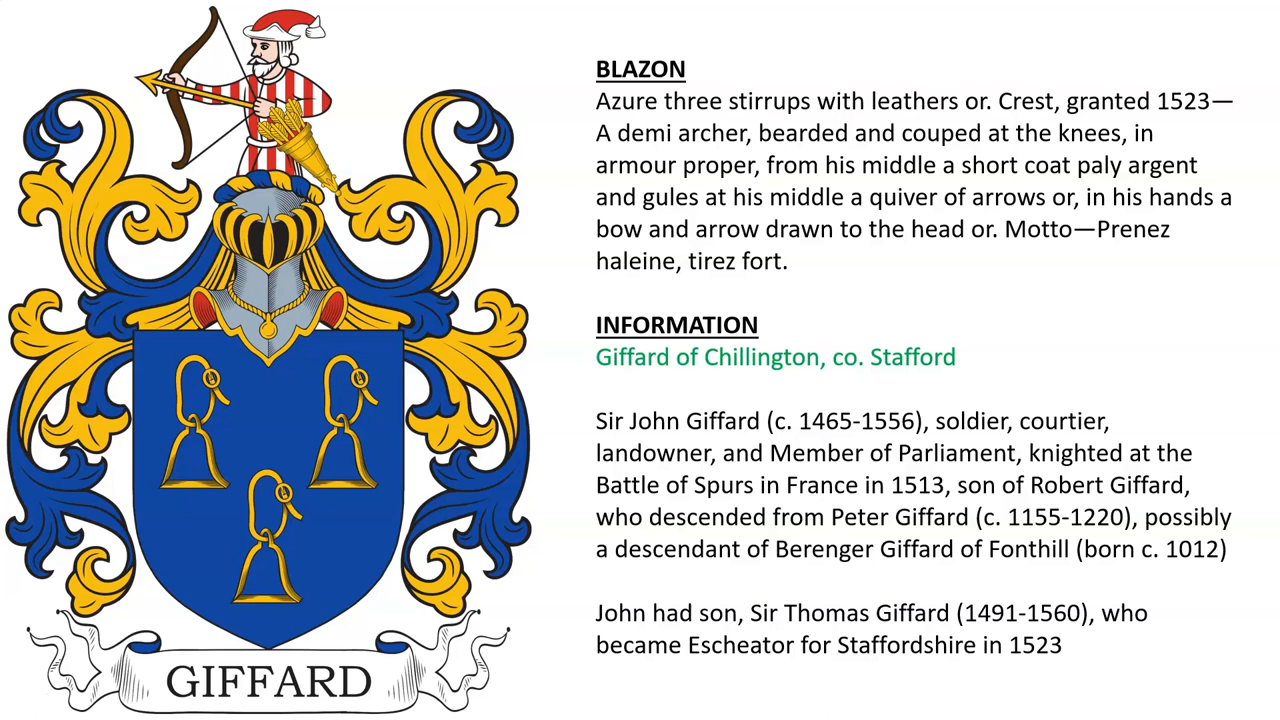 BLAZON
Azure three stirrups with leathers or. Crest, granted 1523—
A demi archer, bearded and couped at the knees, in
armour proper, from his middle a short coat paly argent
and gules at his middle a quiver of arrows or, in his hands a
bow and arrow drawn to the head or. Motto—Prenez
haleine, tirez fort.
INFORMATION
Giffard of Chillington, co. Stafford
Sir John Giffard (c. 1465-1556), soldier, courtier,
landowner, and Member of Parliament, knighted at the
Battle of Spurs in France in 1513, son of Robert Giffard,
who descended from Peter Giffard (c. 1155-1220), possibly
a descendant of Berenger Giffard of Fonthill (born c. 1012)
John had son, Sir Thomas Giffard (1491-1560), who
became Escheator for Staffordshire in 1523
GIFFARD